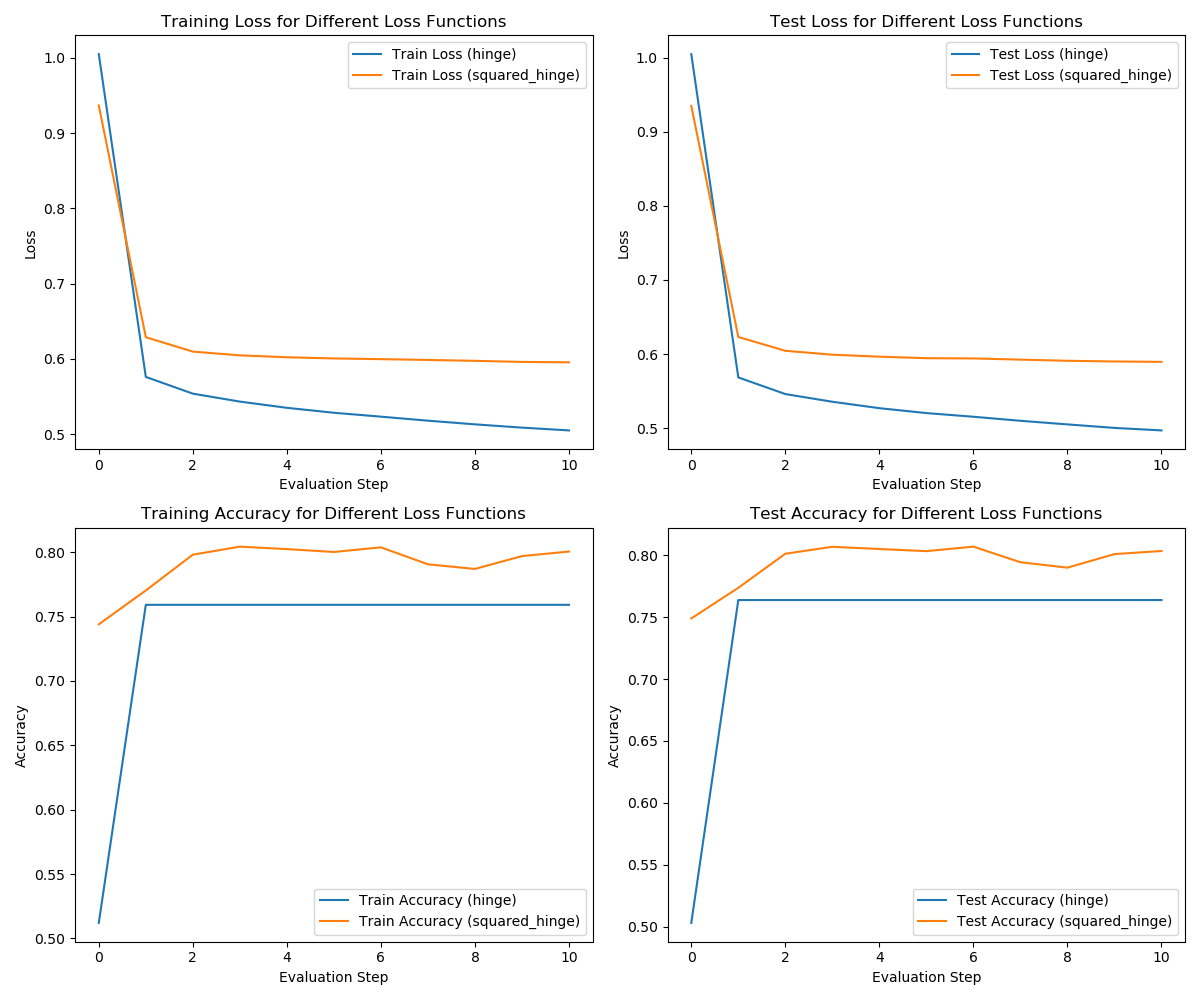 Training Loss for Different Loss Functions
Train Loss (hinge)
Train Loss (squared_hinge)
1.0
0.9
0.8
0.7
0.6
0.5
Loss
0 2 4 6 8 10
Evaluation Step
Test Loss for Different Loss Functions
Test Loss (hinge)
Test Loss (squared_hinge)
1.0
0.9
0.8
0.7
0.6
0.5
Loss
0 2 4 6 8 10
Evaluation Step
Training Accuracy for Different Loss Functions
0.80
0.75
0.70
0.65
0.60
0.55
0.50
Accuracy
Train Accuracy (hinge)
Train Accuracy (squared_hinge)
0 2 4 6 8 10
Evaluation Step
Test Accuracy for Different Loss Functions
0.80
0.75
0.70
0.65
0.60
0.55
0.50
Accuracy
Test Accuracy (hinge)
Test Accuracy (squared_hinge)
0 2 4 6 8 10
Evaluation Step